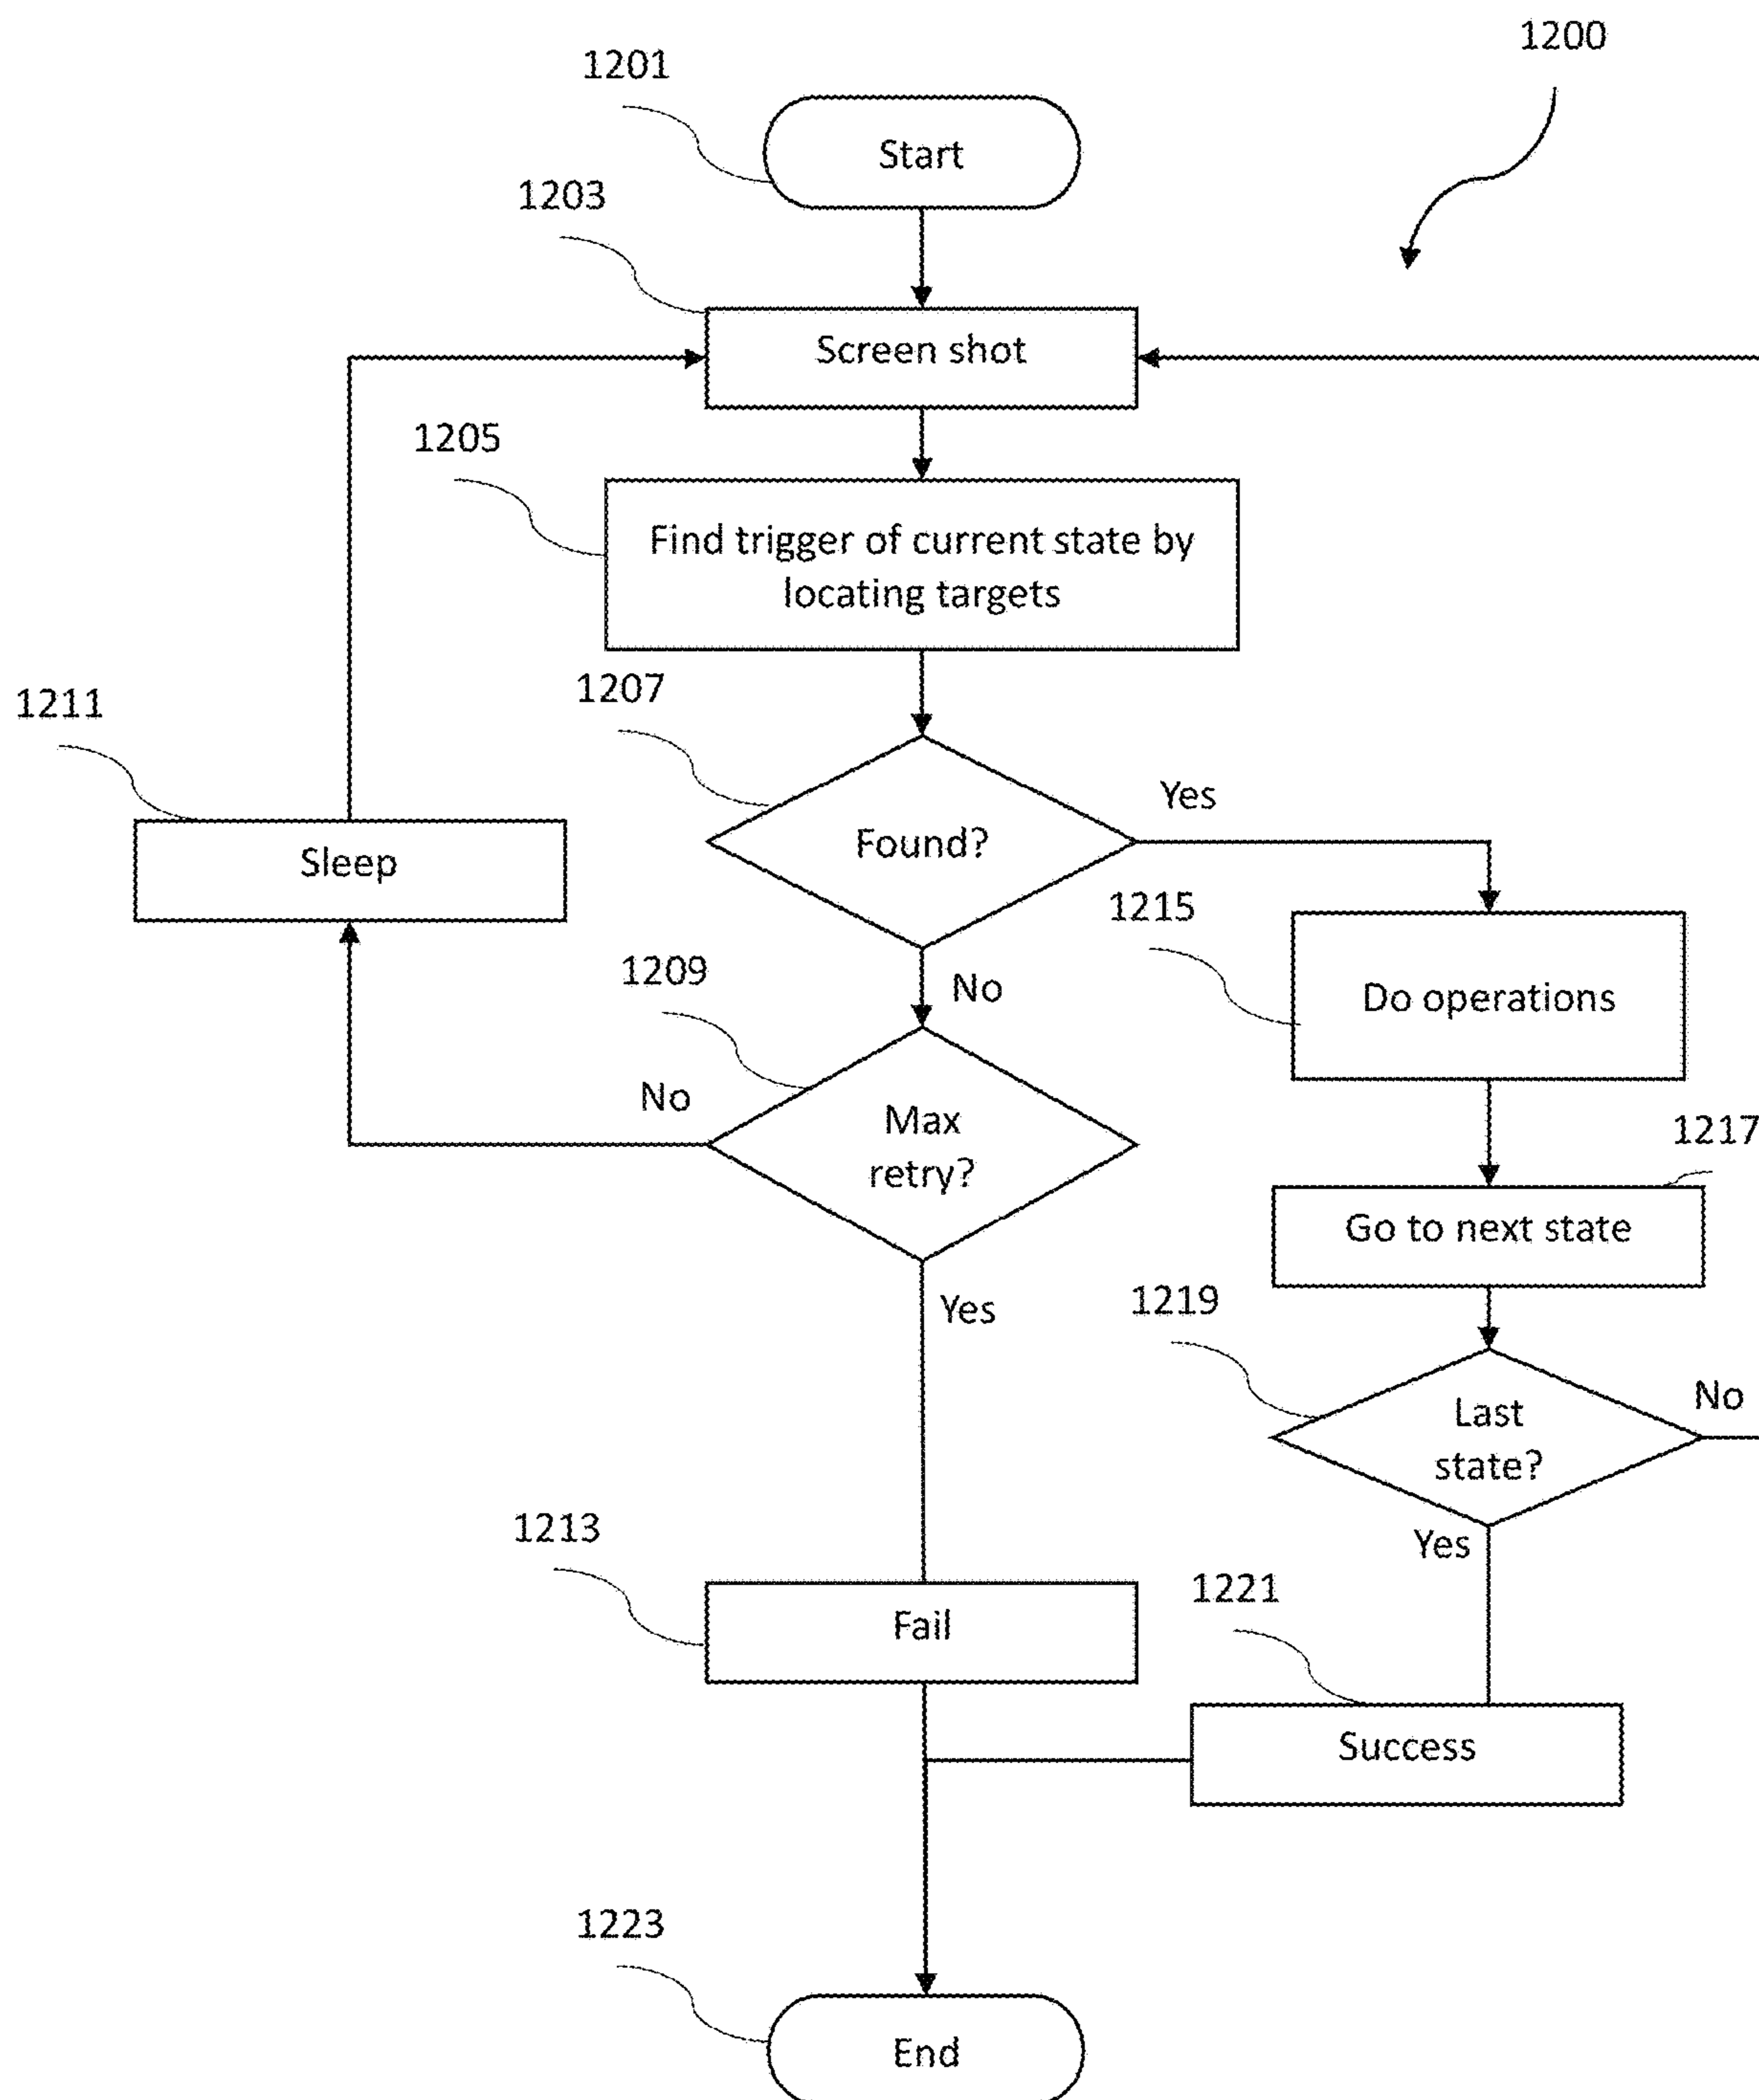 1200
1201
Start
1203
Screen shot
1205
Find trigger of current state by
locating targets
1207
1211
Yes
Found?
Sleep
1215
1209
No
Do operations
No
Max
retry?
1217
Go to next state
1219
Yes
No
Last
state?
1213
Yes
1221
Fail
Success
1223
End